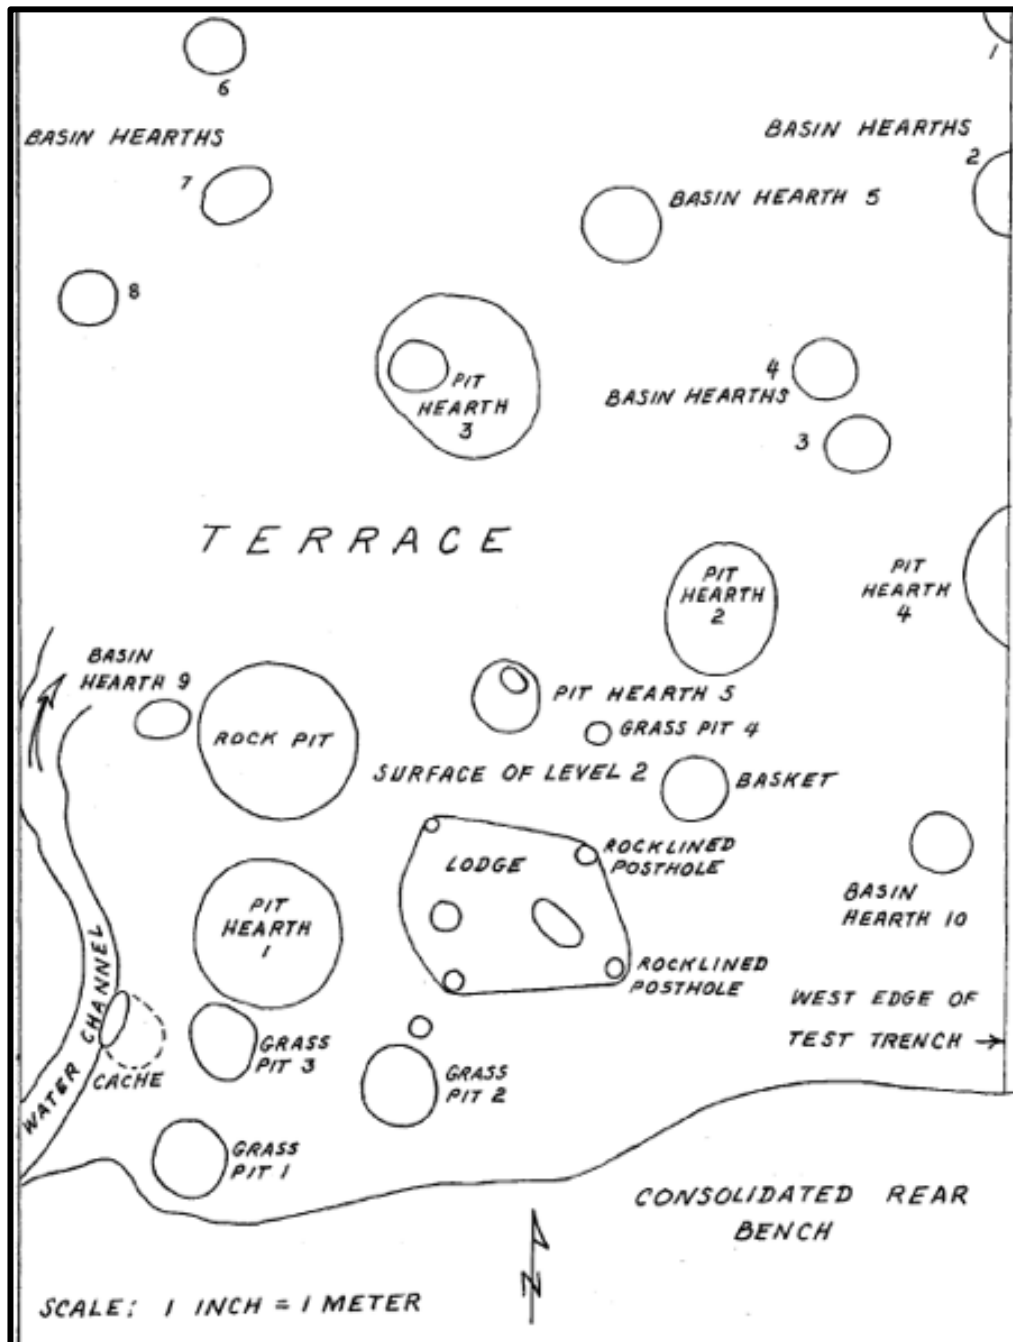 1
6
BASIN HEARTHS
BASIN HEARTHS
2
7
BASIN HEARTH 5
8
4
PIT
HEARTH
3
BASIN HEARTHS
3
TERRACE
PIT
HEARTH
2
PIT
HEARTH
4
BASIN
HEARTH 9
PIT HEARTH 5
GRASS PIT 4
ROCK PIT
SURFACE OF LEVEL 2
BASKET
LODGE
ROCKLINED
POSTHOLE
PIT
HEARTH
1
BASIN
HEARTH 10
ROCKLINED
POSTHOLE
WEST EDGE OF
TEST TRENCH
WATER CHANNEL
CACHE
GRASS
PIT 3
GRASS
PIT 2
GRASS
PIT 1
CONSOLIDATED REAR
BENCH
N
SCALE: 1 INCH = 1 METER